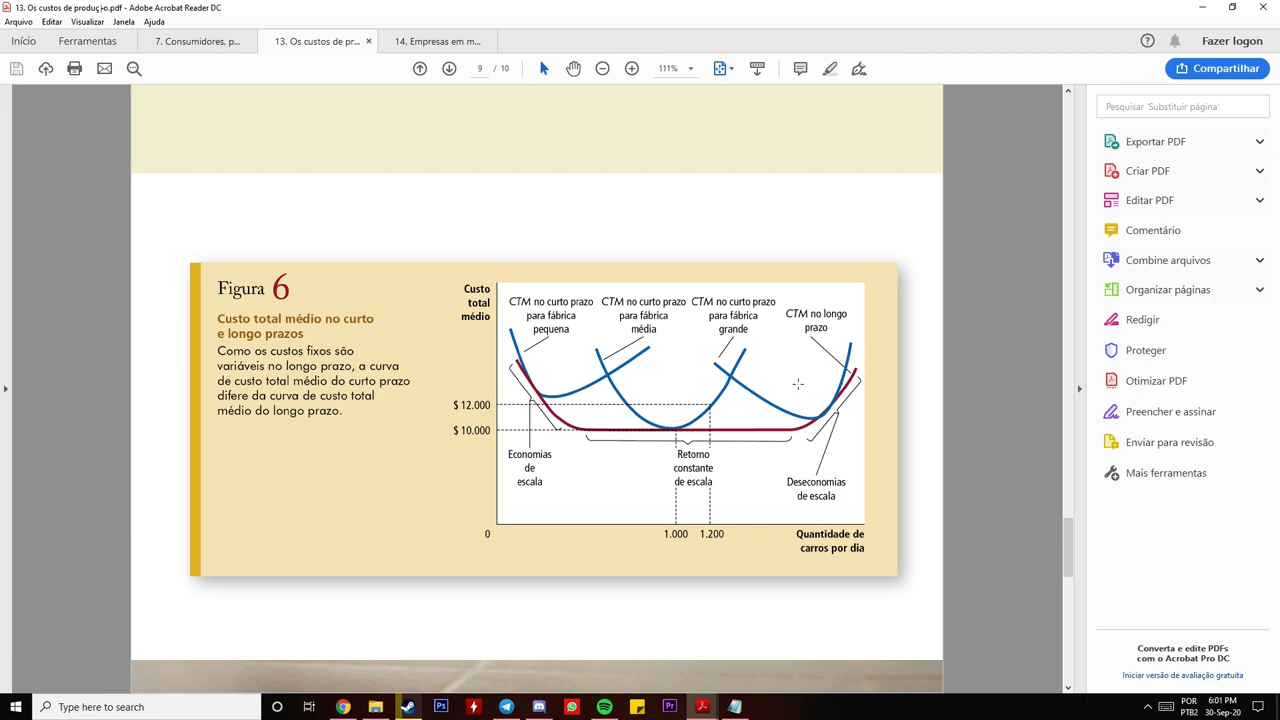 13. Os custos de produção.pdf - Adobe Acrobat Reader DC
Arquivo Editar Visualizar Janela Ajuda
Início Ferramentas 7. Consumidores, p... 13. Os custos de pr... × 14. Empresas em m... Fazer logon
9 / 10 111% Compartilhar
Figura 6
Custo total médio no curto
e longo prazos
Como os custos fixos são
variáveis no longo prazo, a curva
de custo total médio do curto prazo
difere da curva de custo total
médio do longo prazo.
Custo
total
médio
CTM no curto prazo
para fábrica
pequena
CTM no curto prazo
para fábrica
média
CTM no curto prazo
para fábrica
grande
CTM no longo
prazo
$ 12.000
$ 10.000
Economias
de
escala
Retorno
constante
de escala
Deseconomias
de escala
0
1.000 1.200
Quantidade de
carros por dia
Pesquisar 'Substituir página'
Exportar PDF
Criar PDF
Editar PDF
Comentário
Combine arquivos
Organizar páginas
Redigir
Proteger
Otimizar PDF
Preencher e assinar
Enviar para revisão
Mais ferramentas
Converta e edite PDFs
com o Acrobat Pro DC
Iniciar versão de avaliação gratuita
Type here to search
POR
PTB2
6:01 PM
30-Sep-20